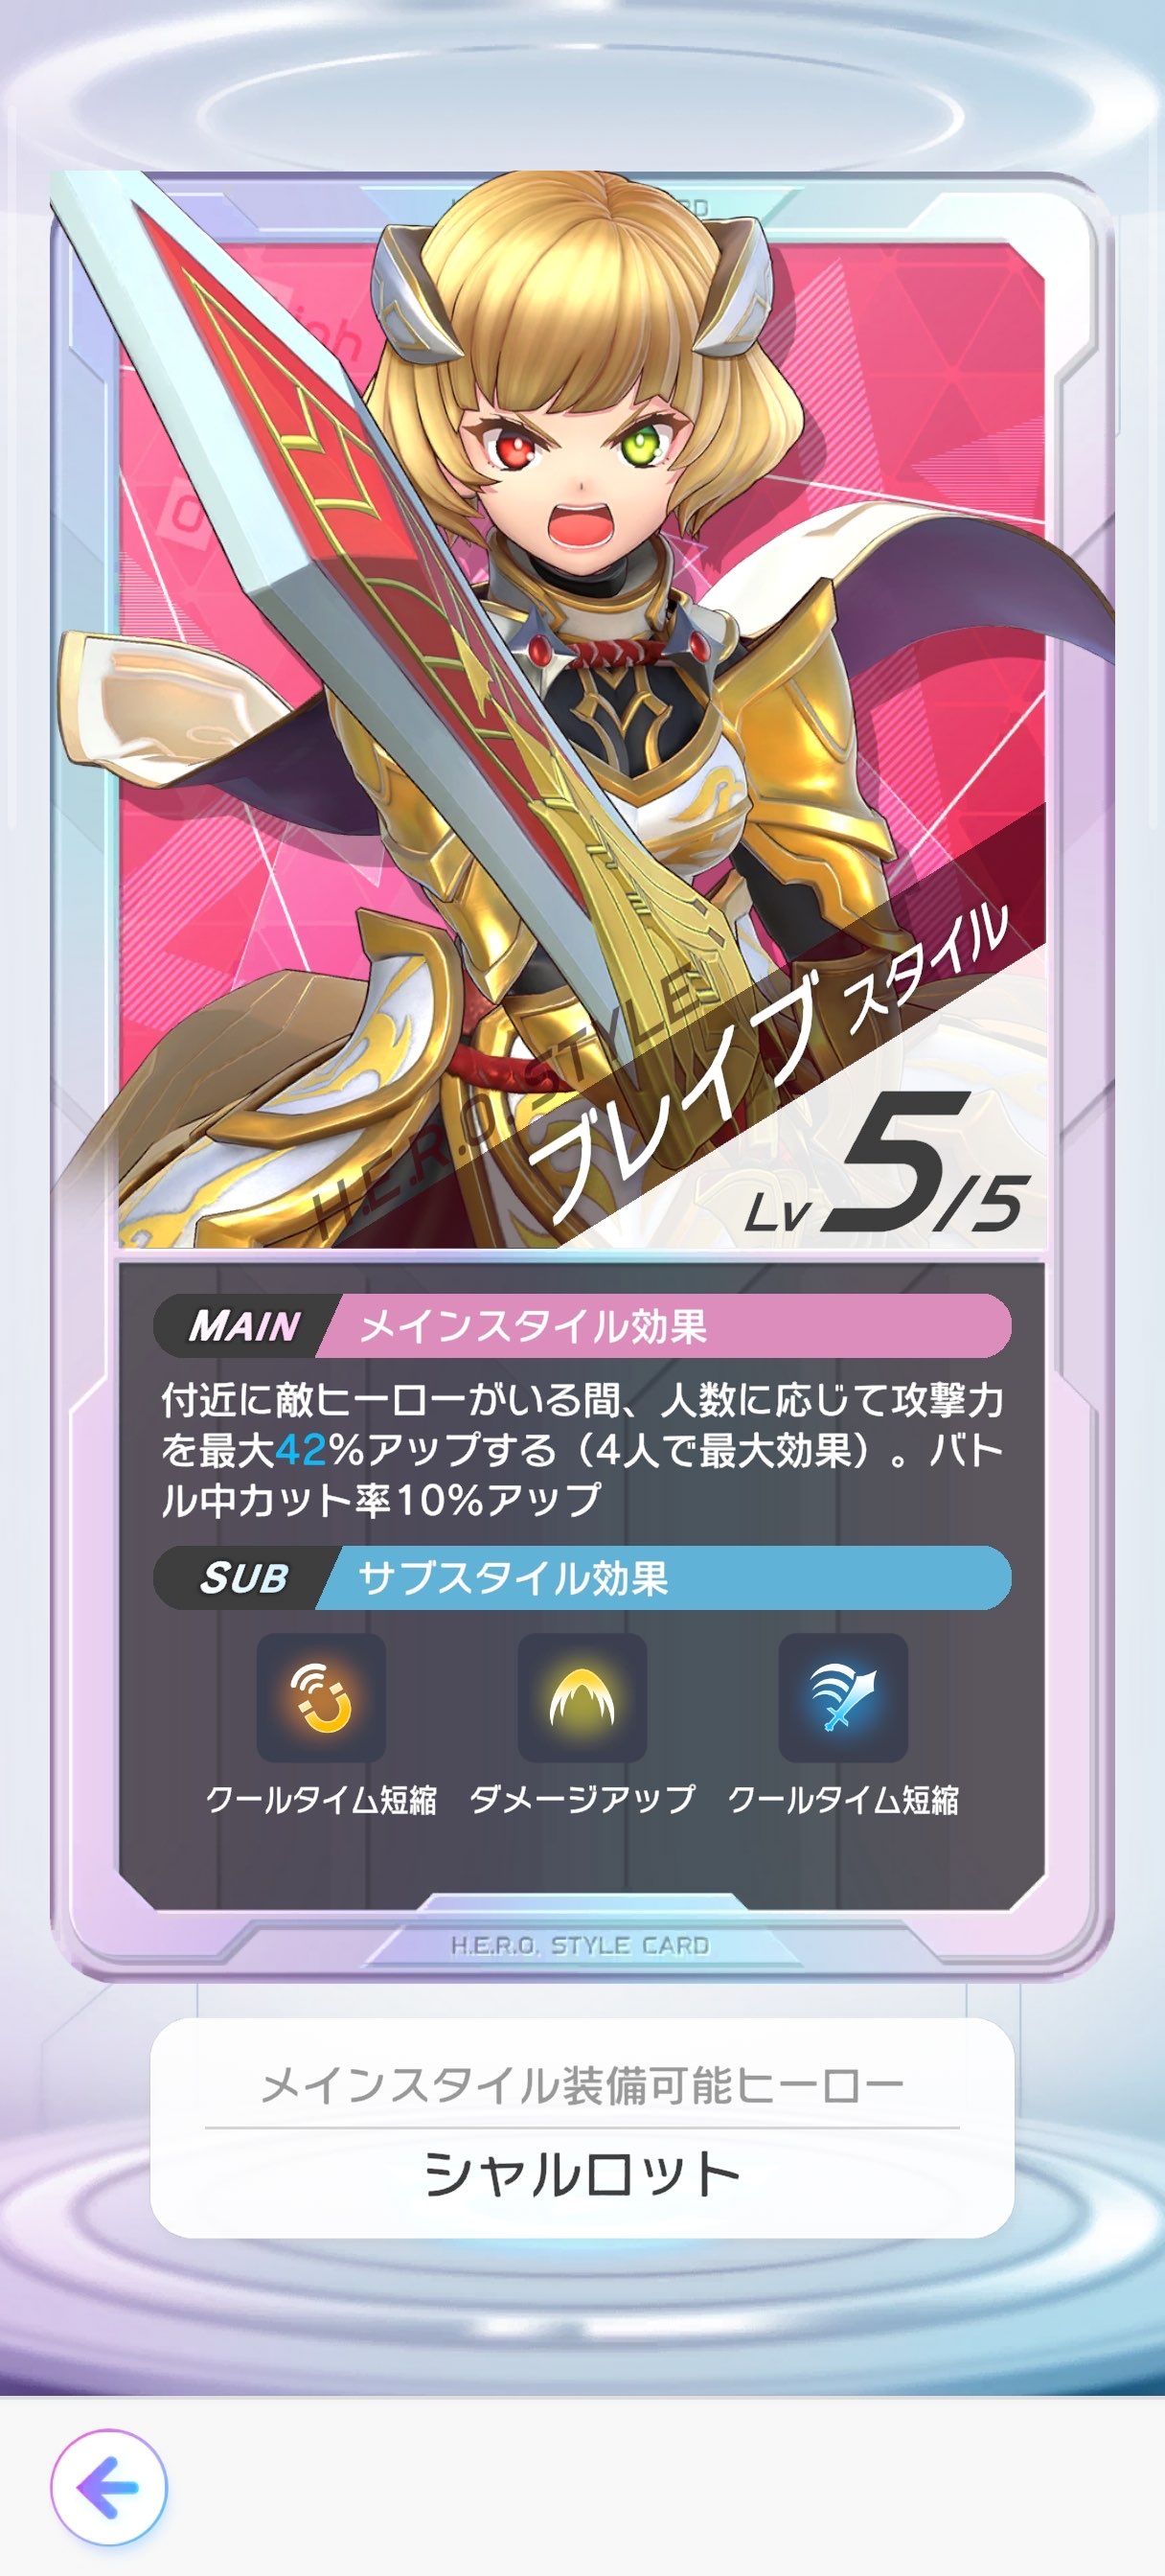 H.E.R.O STYLE
ブレイブスタイル
Lv 5/5
MAIN メインスタイル効果
付近に敵ヒーローがいる間、人数に応じて攻撃力
を最大42%アップする（4人で最大効果）。バト
ル中カット率10%アップ
SUB サブスタイル効果
クールタイム短縮 ダメージアップ クールタイム短縮
H.E.R.O. STYLE CARD
メインスタイル装備可能ヒーロー
シャルロット